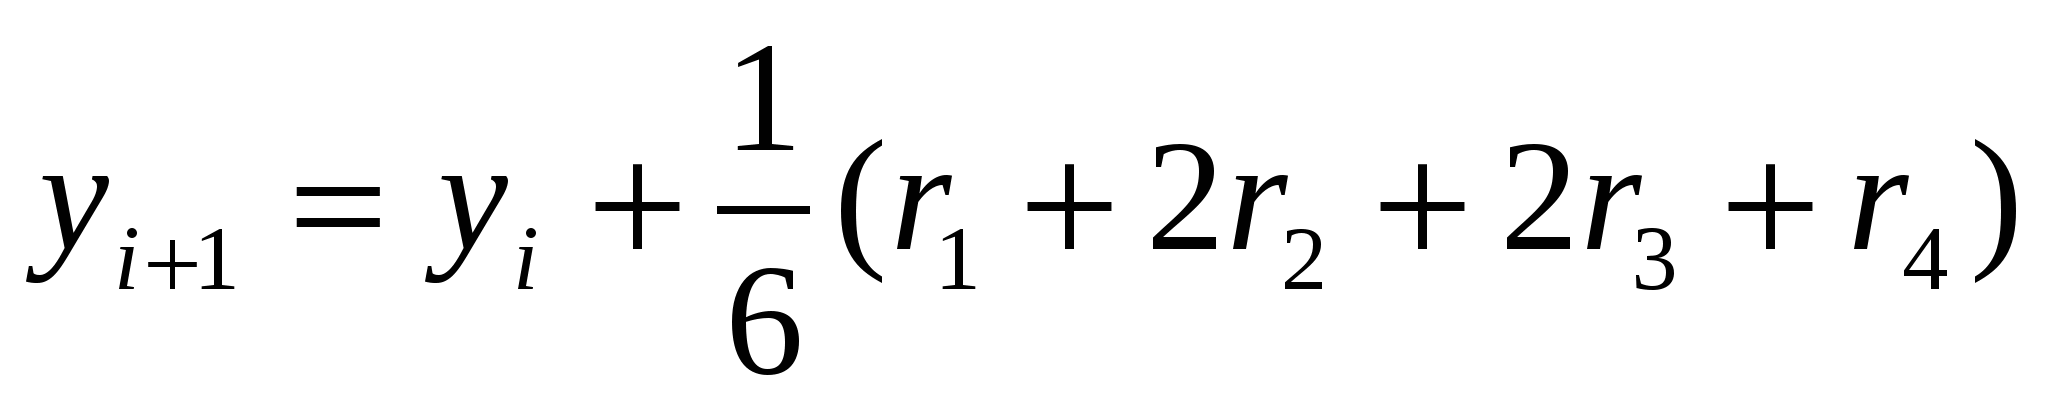 y_{i+1} = y_i + \frac{1}{6}(r_1 + 2r_2 + 2r_3 + r_4)